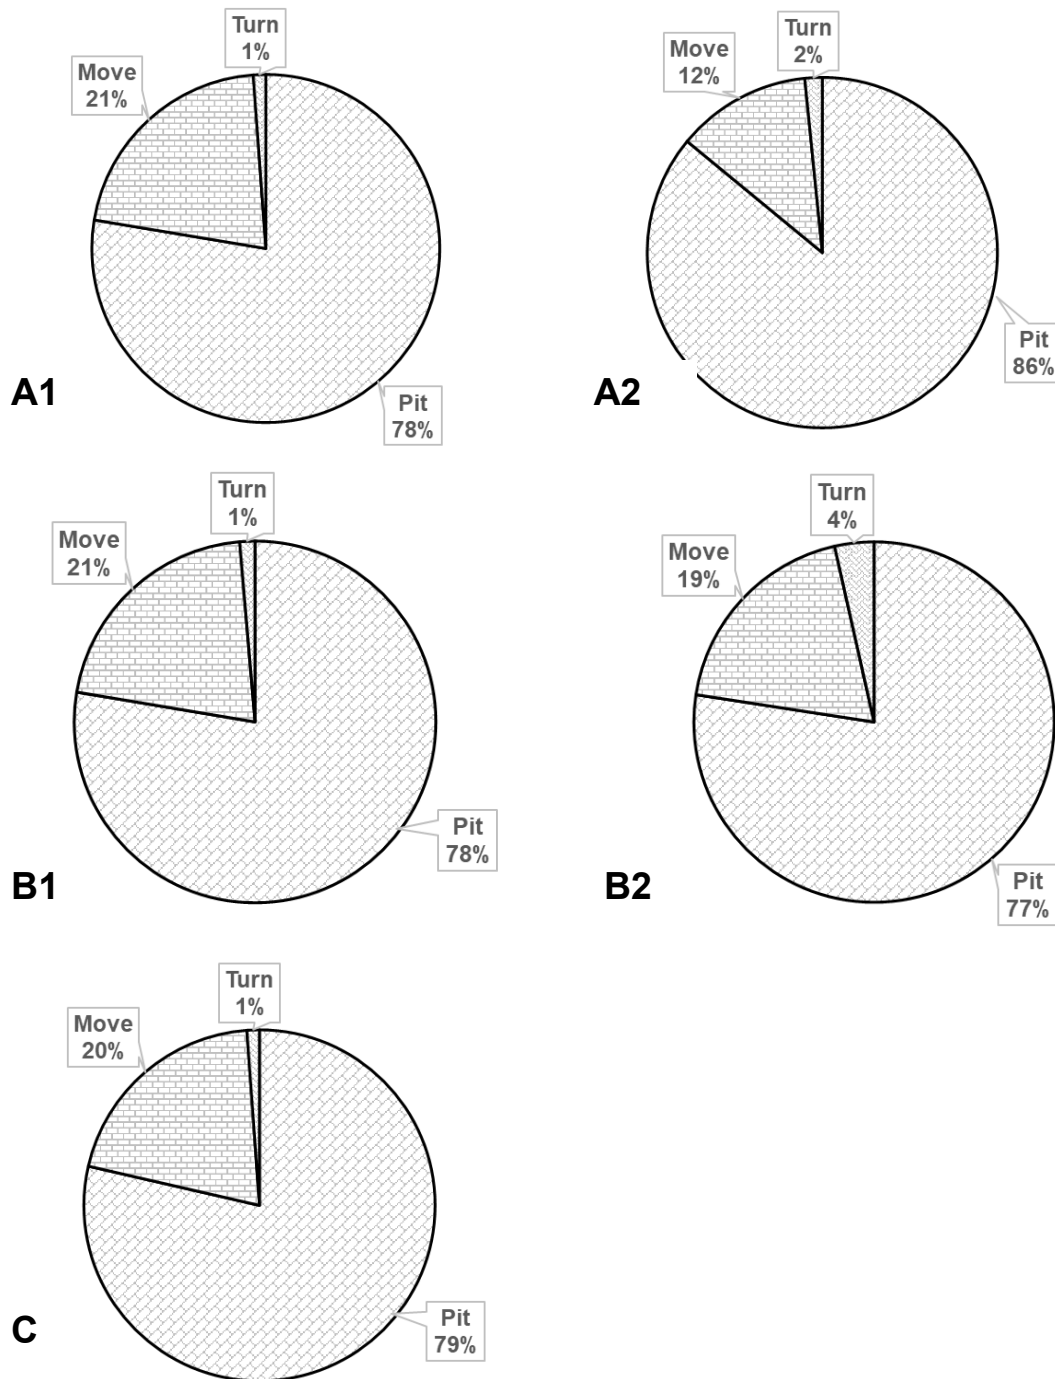 Turn
1%
Move
21%
Pit
78%
A1
Turn
2%
Move
12%
Pit
86%
A2
Turn
1%
Move
21%
Pit
78%
B1
Turn
4%
Move
19%
Pit
77%
B2
Turn
1%
Move
20%
Pit
79%
C